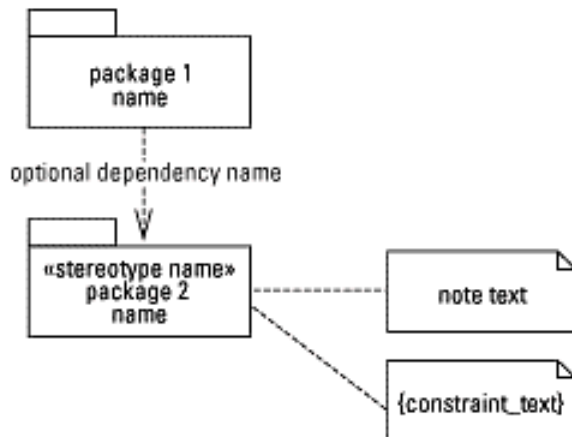 package 1
name
optional dependency name
«stereotype name»
package 2
name
note text
{constraint_text}